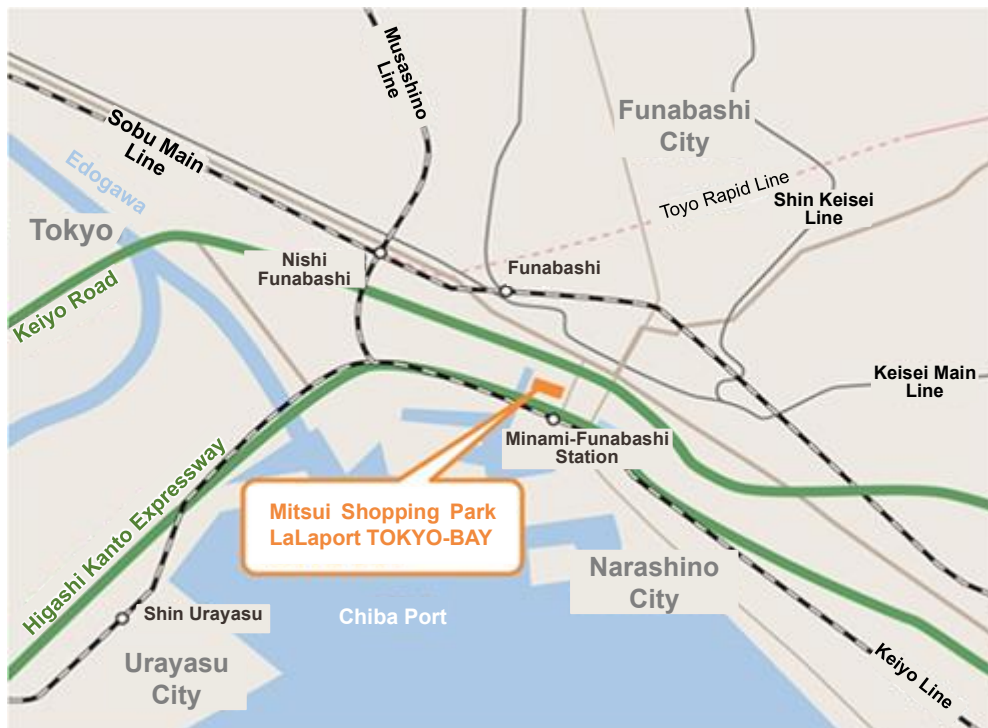 Musashino
Line
Funabashi
City
Sobu Main
Line
Edogawa
Toyo Rapid Line
Shin Keisei
Line
Tokyo
Nishi
Funabashi
Funabashi
Keiyo Road
Keisei Main
Line
Minami-Funabashi
Station
Mitsui Shopping Park
LaLaport TOKYO-BAY
Higashi Kanto Expressway
Narashino
City
Shin Urayasu
Chiba Port
Urayasu
City
Keiyo Line